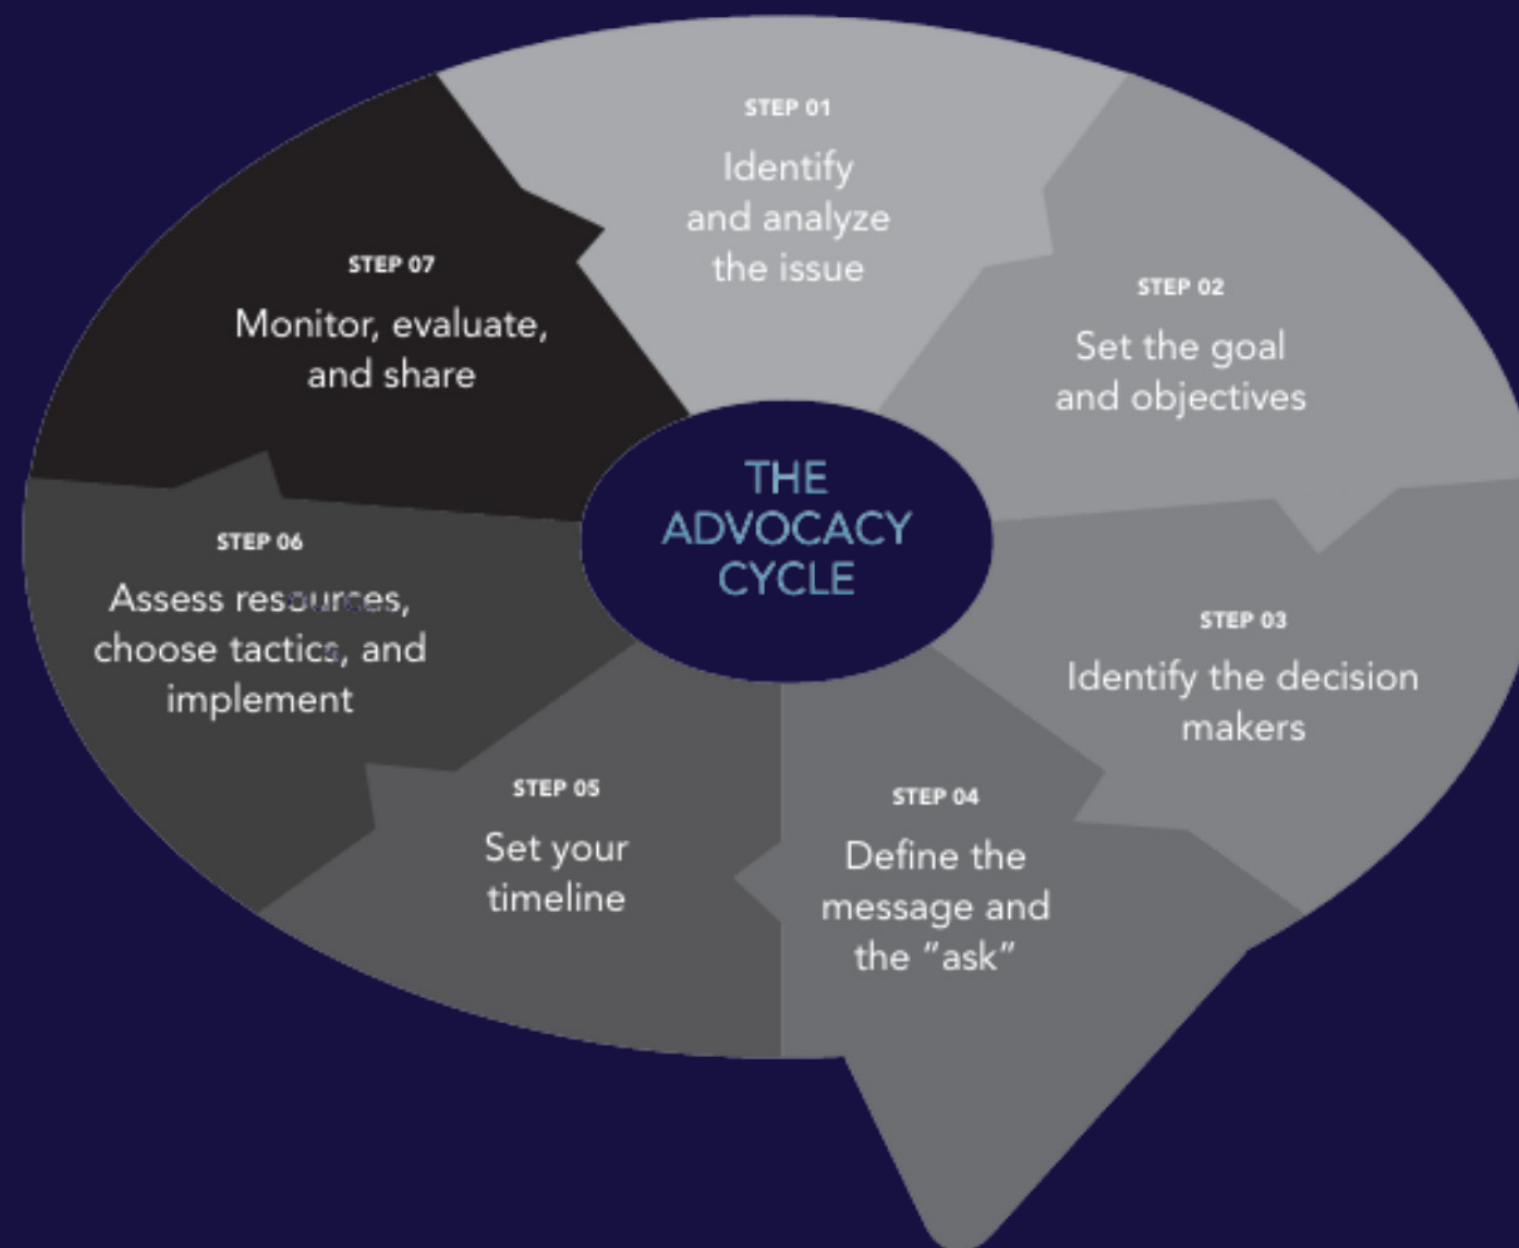 STEP 01
Identify
and analyze
the issue
STEP 02
Set the goal
and objectives
STEP 03
Identify the decision
makers
STEP 04
Define the
message and
the “ask”
STEP 05
Set your
timeline
STEP 06
Assess resources,
choose tactics, and
implement
STEP 07
Monitor, evaluate,
and share
THE
ADVOCACY
CYCLE